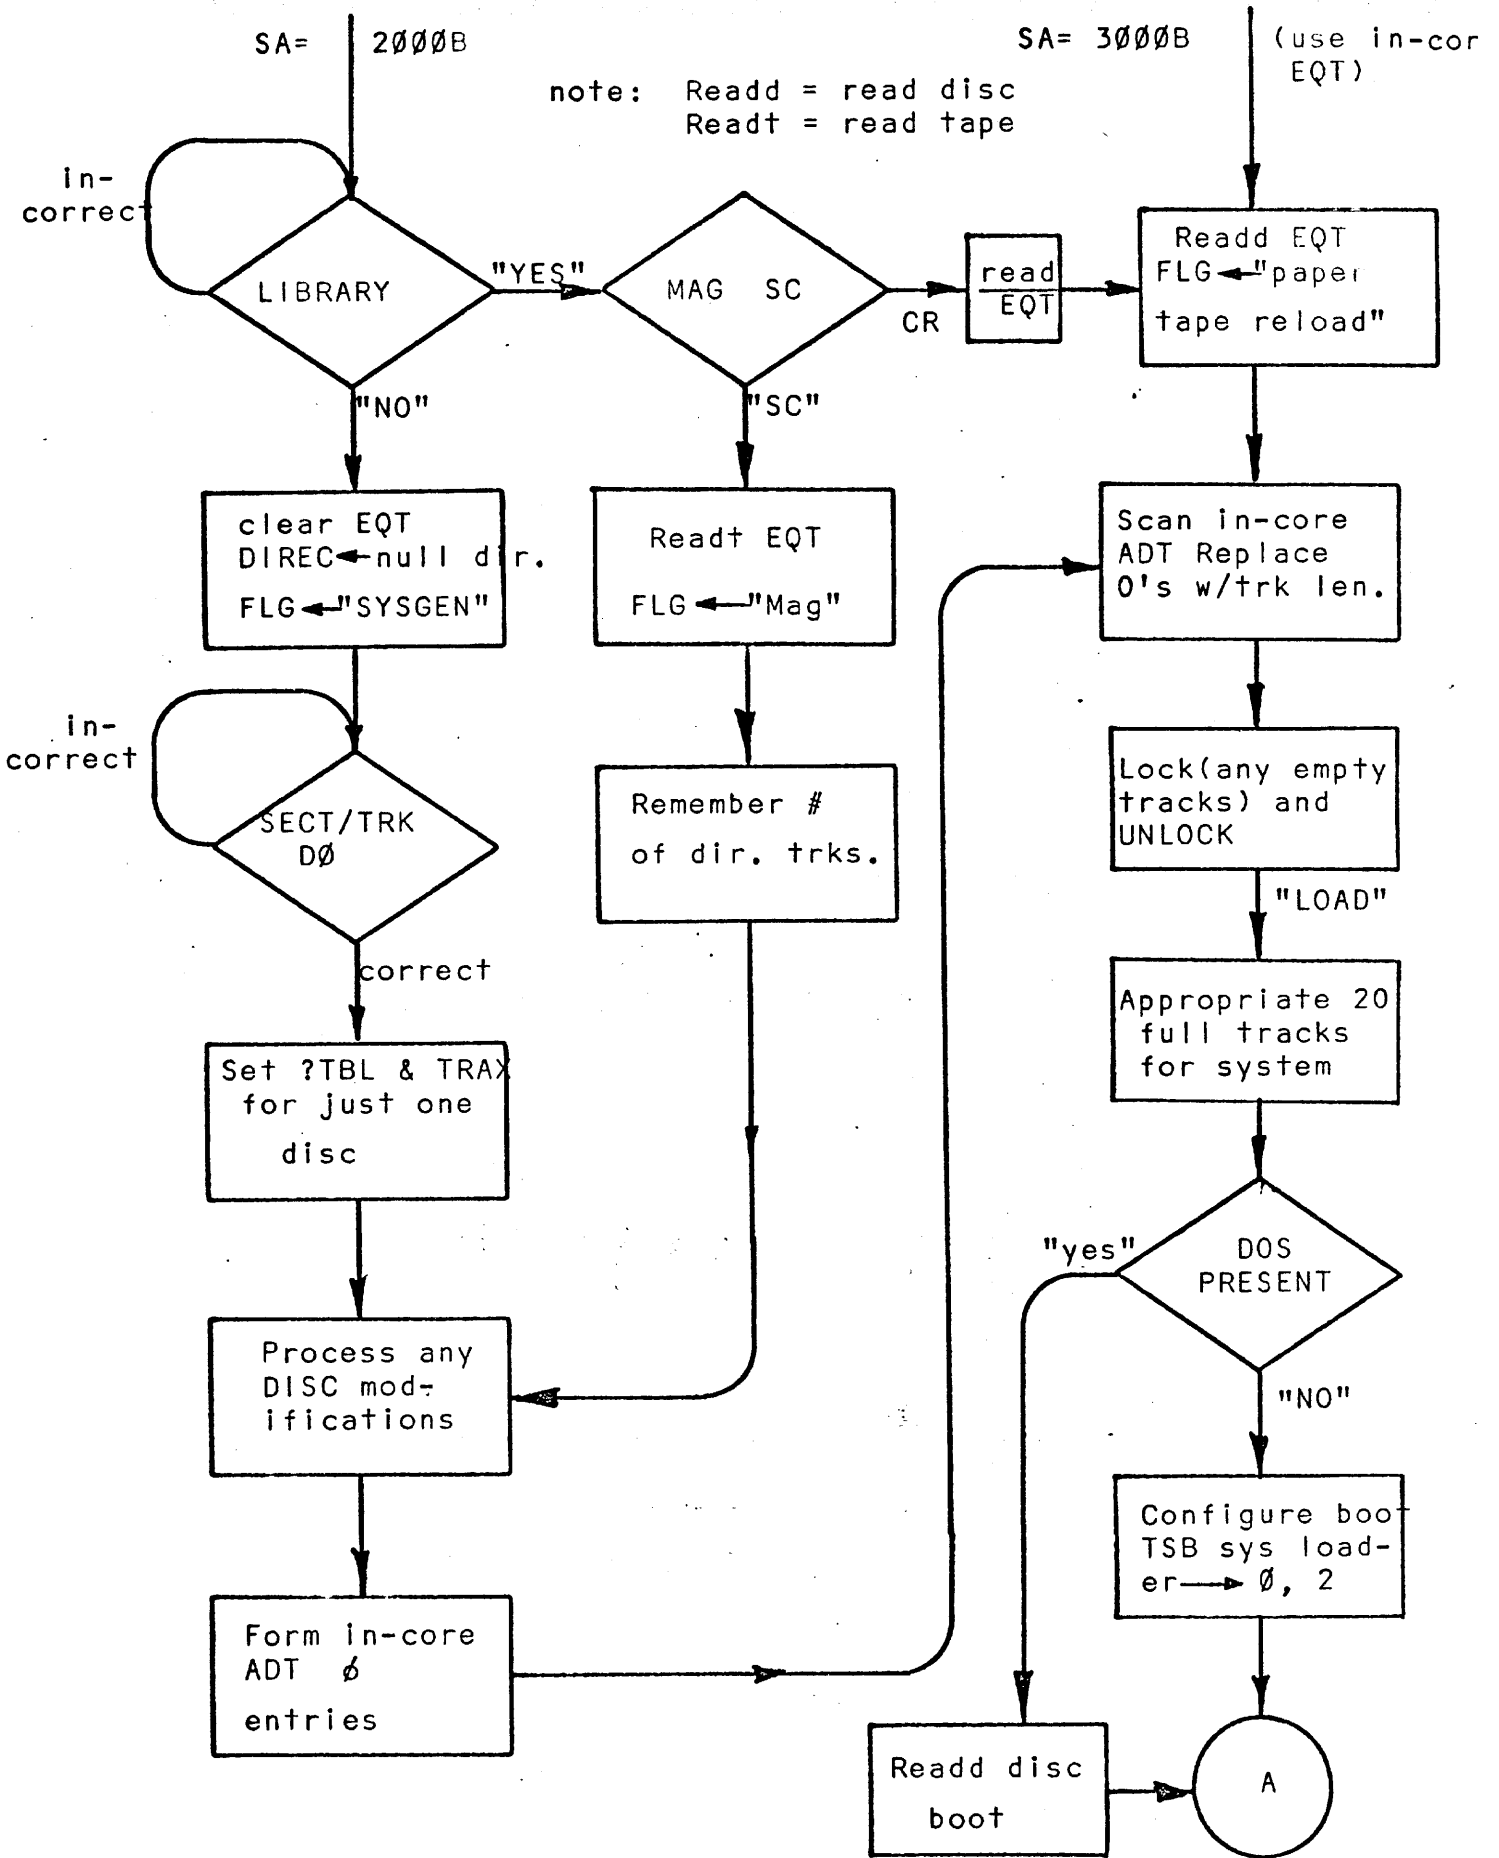 SA= 2ØØØB
SA= 3ØØØB
(use in-cor
EQT)
note: Readd = read disc
Readt = read tape
in-
correct
LIBRARY
"YES"
MAG SC
CR
read
EQT
Readd EQT
FLG←"paper
tape reload"
"NO"
"SC"
clear EQT
DIREC←null dir.
FLG←"SYSGEN"
Readt EQT
FLG←"Mag"
Scan in-core
ADT Replace
O's w/trk len.
in-
correct
SECT/TRK
DØ
correct
Remember #
of dir. trks.
Lock(any empty
tracks) and
UNLOCK
"LOAD"
Appropriate 20
full tracks
for system
Set ?TBL & TRAX
for just one
disc
"yes"
DOS
PRESENT
"NO"
Process any
DISC mod-
ifications
Configure boot
TSB sys load-
er→ Ø, 2
Form in-core
ADT Ø
entries
Readd disc
boot
A